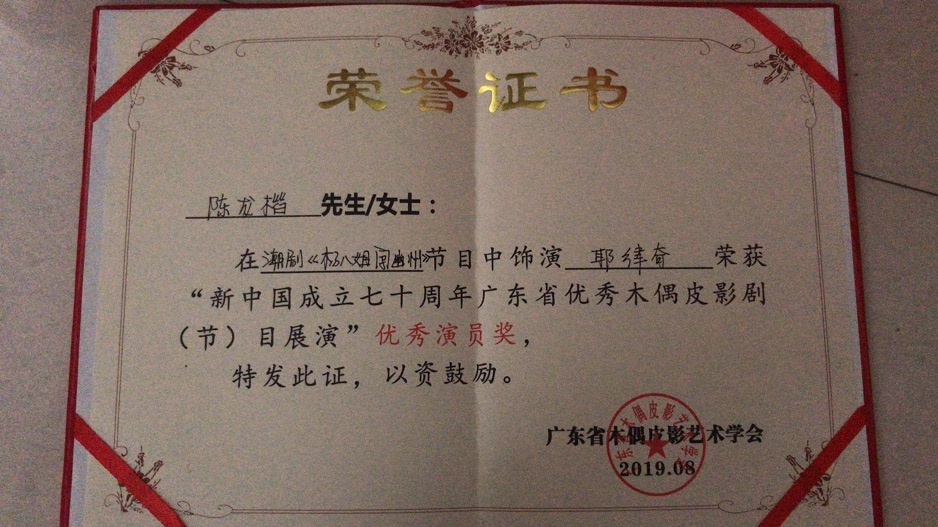 荣誉证书
陈龙楷 先生/女士：
在潮剧《杨八姐闯幽州》节目中饰演 耶律奇 荣获
“新中国成立七十周年广东省优秀木偶皮影剧
（节）目展演”优秀演员奖，
特发此证，以资鼓励。
广东省木偶皮影艺术学会
2019.08